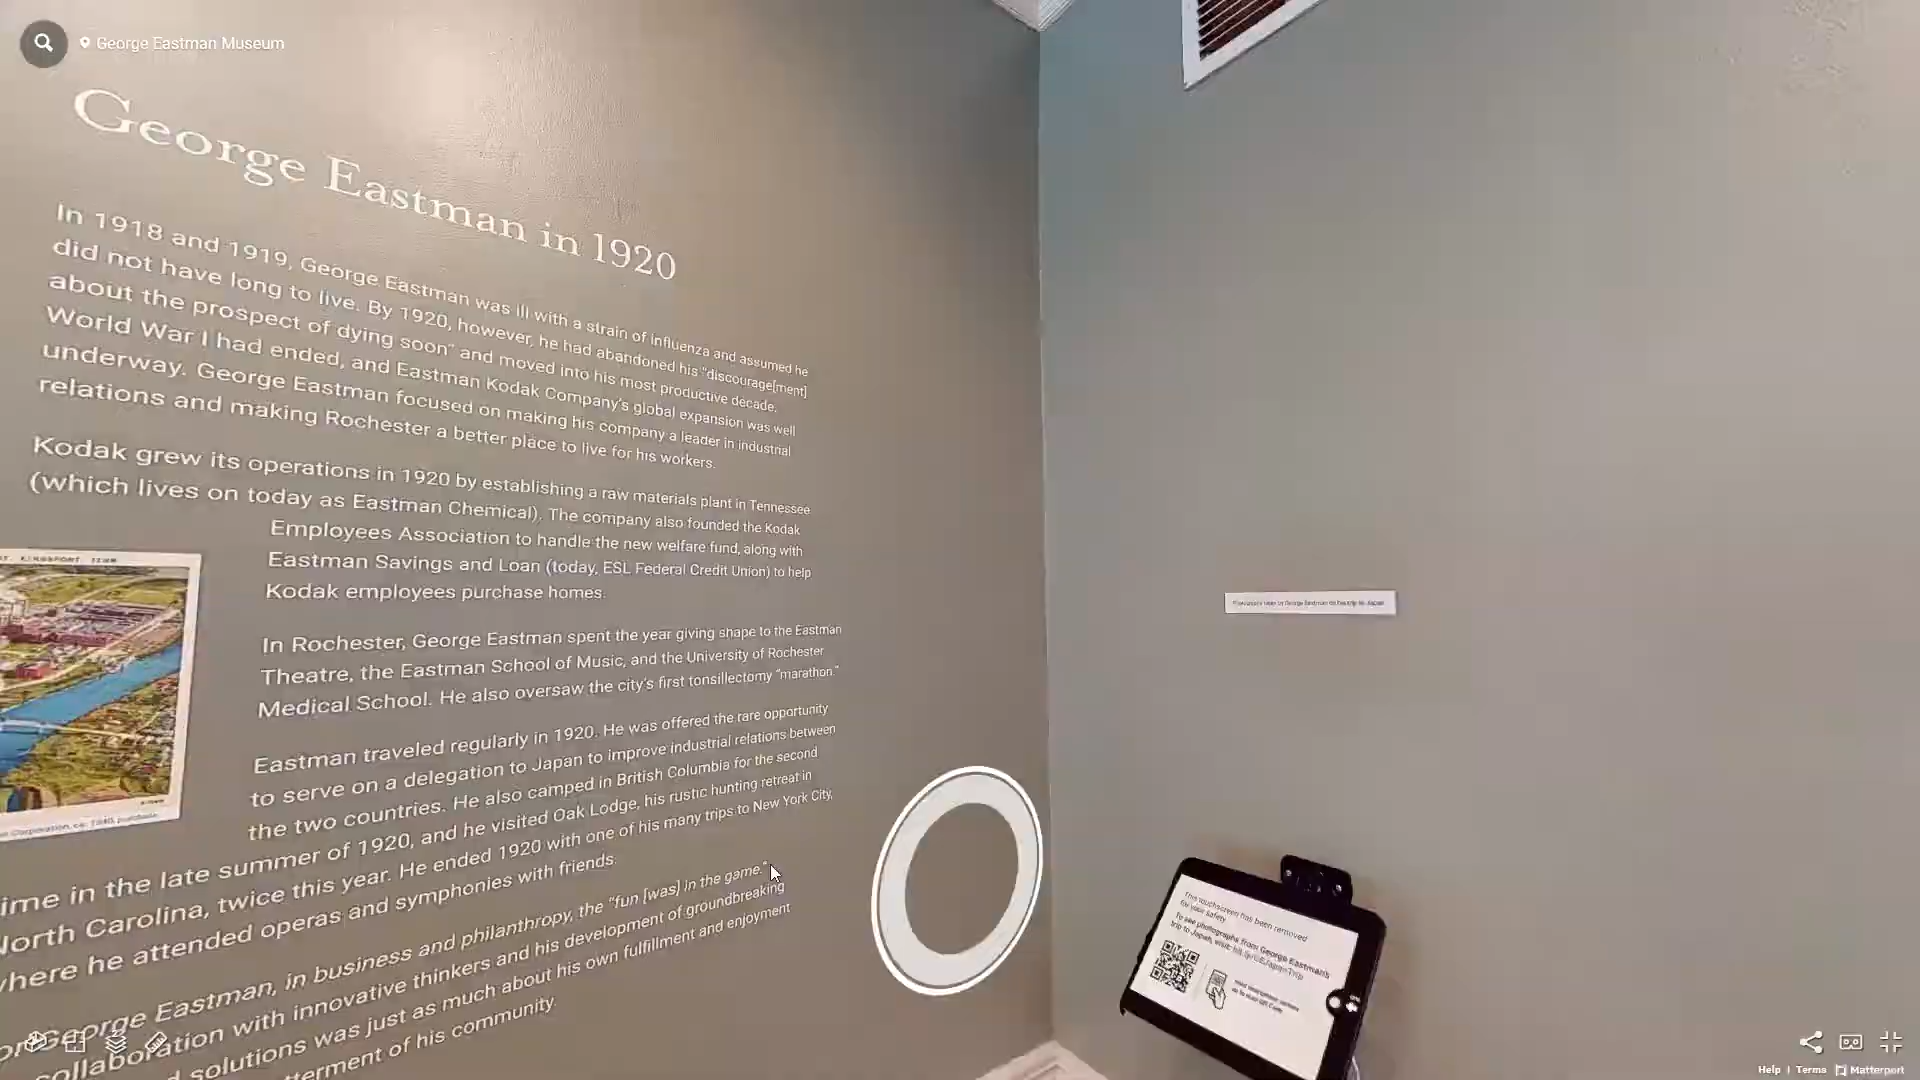 George Eastman Museum
George Eastman in 1920
In 1918 and 1919, George Eastman was ill with a strain of influenza and assumed he
did not have long to live. By 1920, however, he had abandoned his "discourage[ment]
about the prospect of dying soon" and moved into his most productive decade.
World War I had ended, and Eastman Kodak Company's global expansion was well
underway. George Eastman focused on making his company a leader in industrial
relations and making Rochester a better place to live for his workers.
Kodak grew its operations in 1920 by establishing a raw materials plant in Tennessee
(which lives on today as Eastman Chemical). The company also founded the Kodak
Employees Association to handle the new welfare fund, along with
Eastman Savings and Loan (today, ESL Federal Credit Union) to help
Kodak employees purchase homes.
In Rochester, George Eastman spent the year giving shape to the Eastman
Theatre, the Eastman School of Music, and the University of Rochester
Medical School. He also oversaw the city's first tonsillectomy "marathon."
Eastman traveled regularly in 1920. He was offered the rare opportunity
to serve on a delegation to Japan to improve industrial relations between
the two countries. He also camped in British Columbia for the second
ime in the late summer of 1920, and he visited Oak Lodge, his rustic hunting retreat in
North Carolina, twice this year. He ended 1920 with one of his many trips to New York City,
where he attended operas and symphonies with friends.
or George Eastman, in business and philanthropy, the "fun [was] in the game."
collaboration with innovative thinkers and his development of groundbreaking
d solutions was just as much about his own fulfillment and enjoyment
tterment of his community.
KINGSPORT, TENN
Corporation, ca. 1940, purchase
This touchscreen has been removed
for your safety.
To see photographs from George Eastman's
trip to Japan, visit:
Help | Terms
Matterport